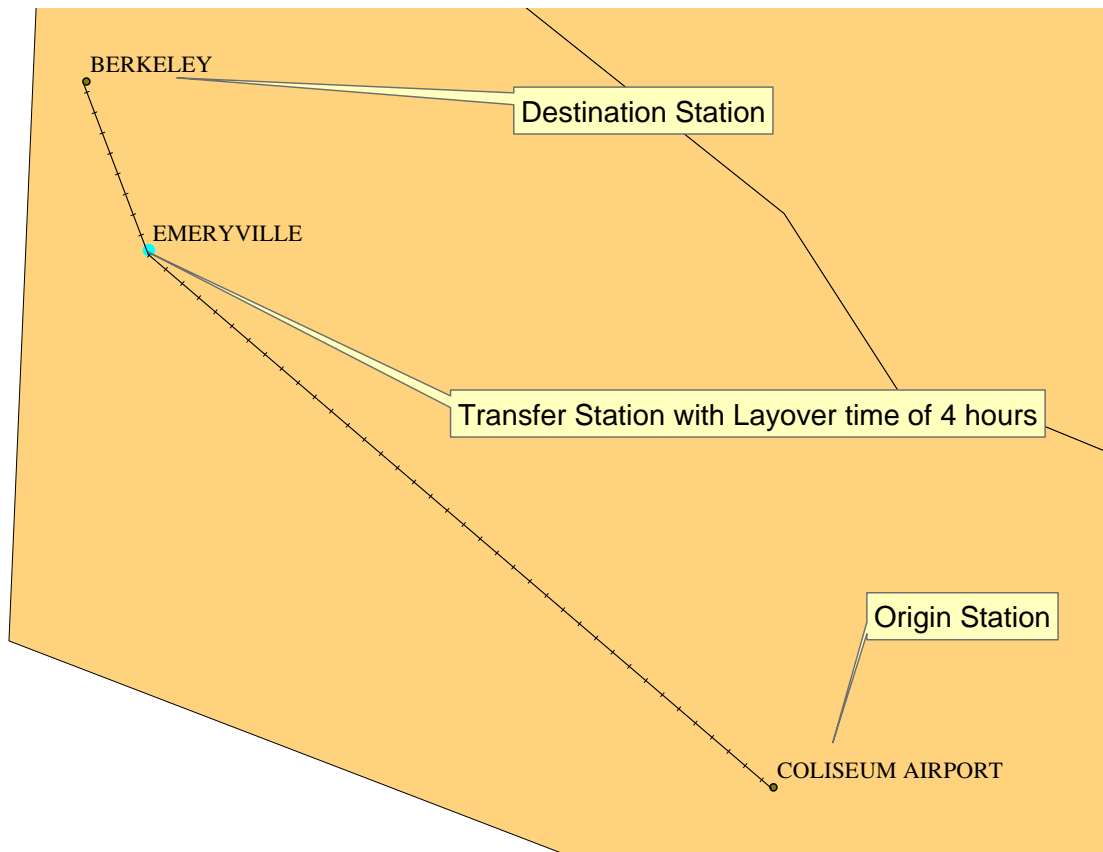 BERKELEY
Destination Station
EMERYVILLE
Transfer Station with Layover time of 4 hours
Origin Station
COLISEUM AIRPORT